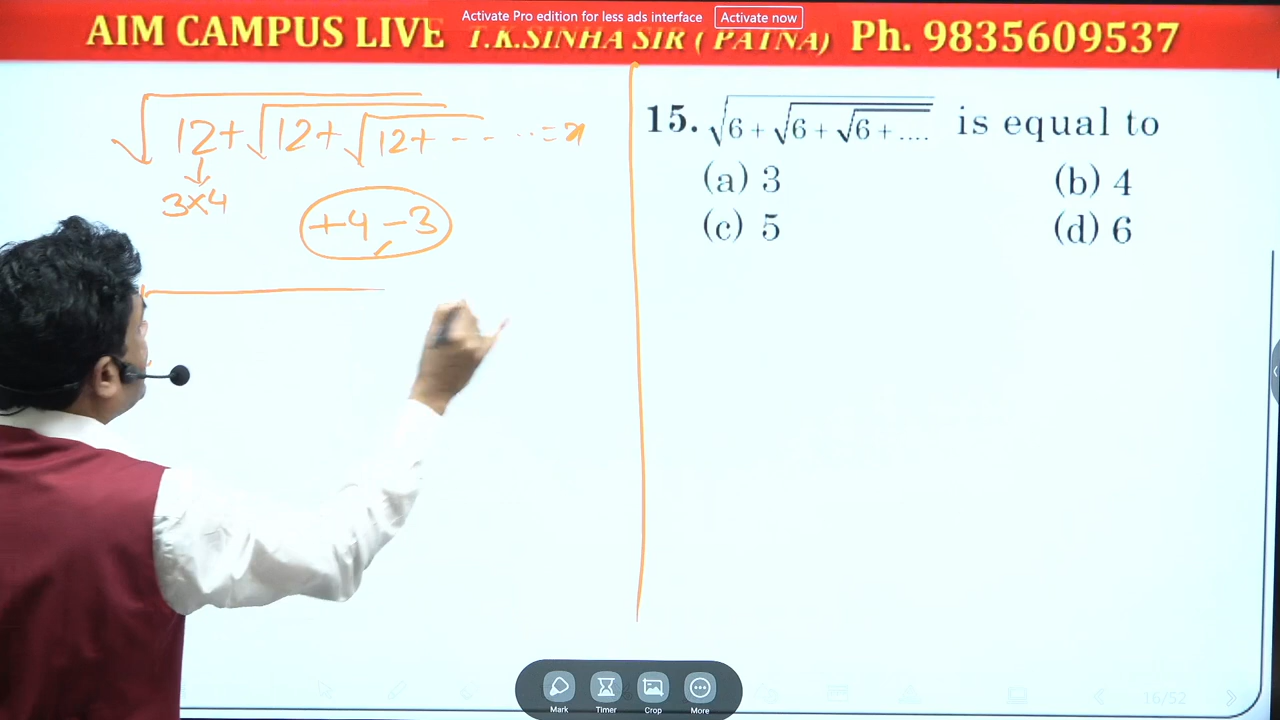 Activate Pro edition for less ads interface Activate now
AIM CAMPUS LIVE T.K.SINHA SIR ( PATNA) Ph. 9835609537
√12+√12+√12+-- -- ··=x
3×4
+4 -3
15. √6 + √6 + √6 + .... is equal to
(a) 3 (b) 4
(c) 5 (d) 6
Mark Timer Crop More
16/52